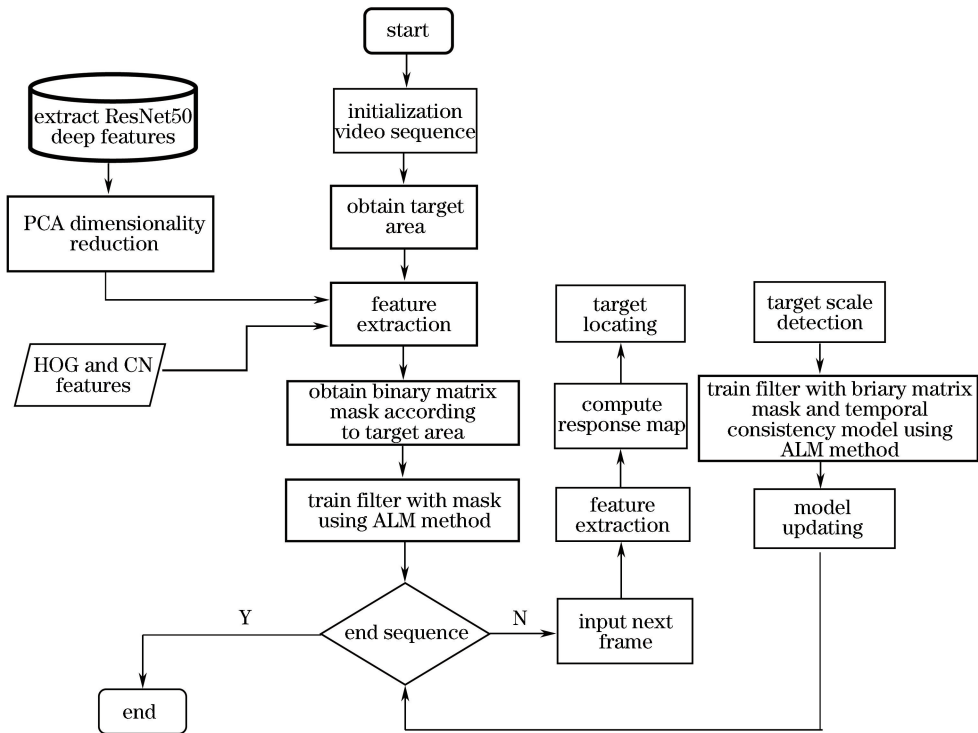 start
extract ResNet50
deep features
initialization
video sequence
PCA dimensionality
reduction
obtain target
area
feature
extraction
HOG and CN
features
obtain binary matrix
mask according
to target area
train filter with mask
using ALM method
Y
end sequence
N
end
input next
frame
feature
extraction
compute
response map
target
locating
target scale
detection
train filter with briary matrix
mask and temporal
consistency model using
ALM method
model
updating